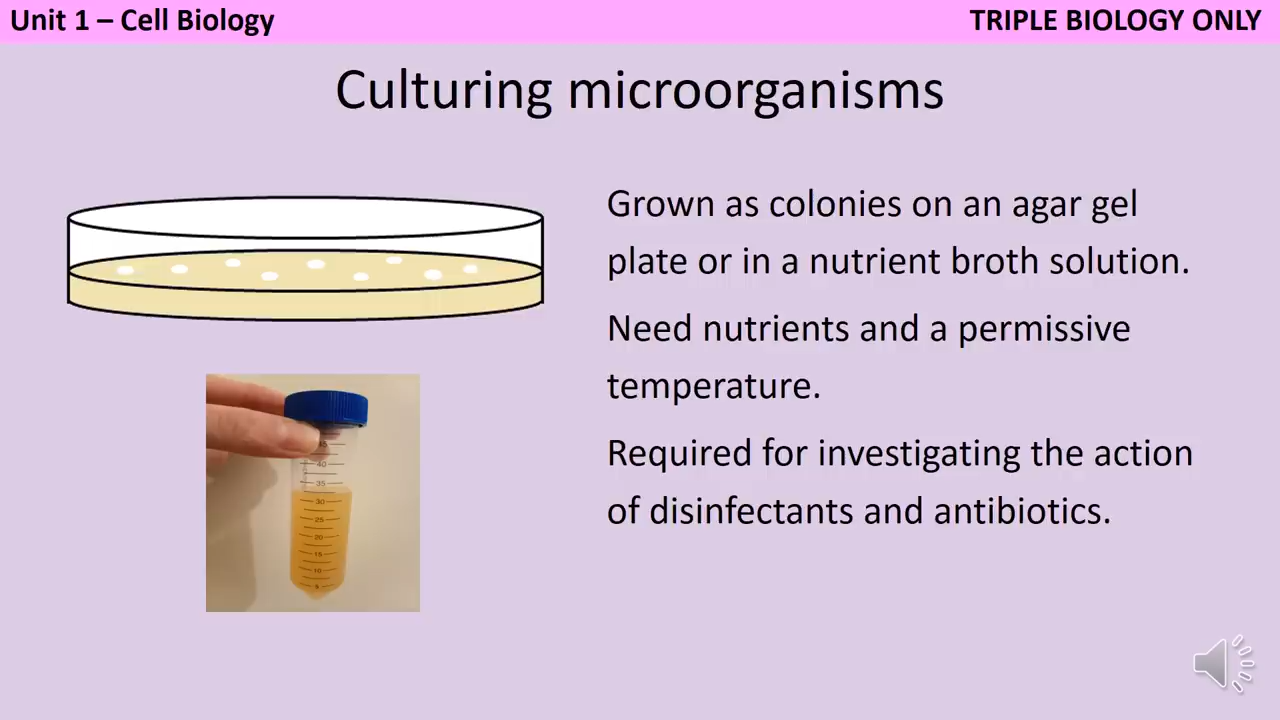 Unit 1 – Cell Biology
TRIPLE BIOLOGY ONLY
Culturing microorganisms
Grown as colonies on an agar gel
plate or in a nutrient broth solution.
Need nutrients and a permissive
temperature.
Required for investigating the action
of disinfectants and antibiotics.
40
35
30
25
20
15
10
5